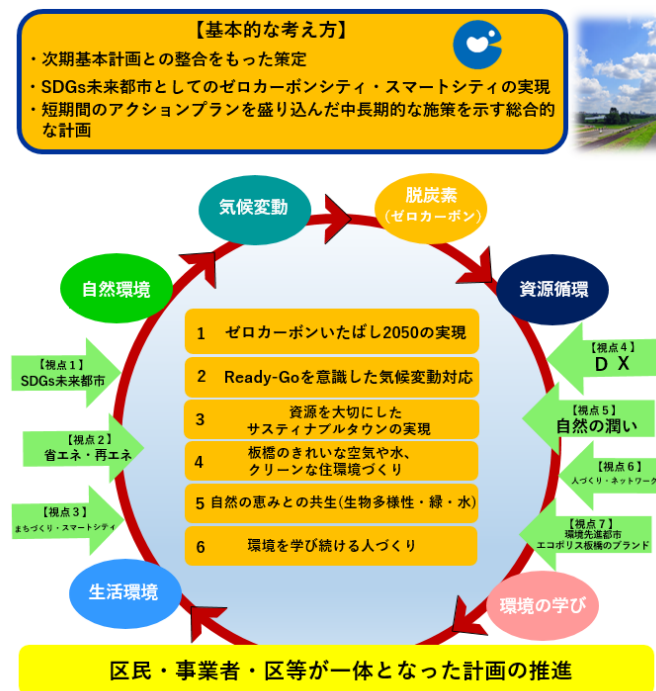 【基本的な考え方】
・次期基本計画との整合をもった策定
・SDGs未来都市としてのゼロカーボンシティ・スマートシティの実現
・短期間のアクションプランを盛り込んだ中長期的な施策を示す総合的
な計画
気候変動
脱炭素
(ゼロカーボン)
自然環境
資源循環
1 ゼロカーボンいたばし2050の実現
2 Ready-Goを意識した気候変動対応
3 資源を大切にした
サスティナブルタウンの実現
4 板橋のきれいな空気や水、
クリーンな住環境づくり
5 自然の恵みとの共生(生物多様性・緑・水)
6 環境を学び続ける人づくり
【視点1】
SDGs未来都市
【視点2】
省エネ・再エネ
【視点3】
まちづくり・スマートシティ
【視点4】
DX
【視点5】
自然の潤い
【視点6】
人づくり・ネットワーク
【視点7】
環境先進都市
エコポリス板橋のブランド
生活環境
環境の学び
区民・事業者・区等が一体となった計画の推進